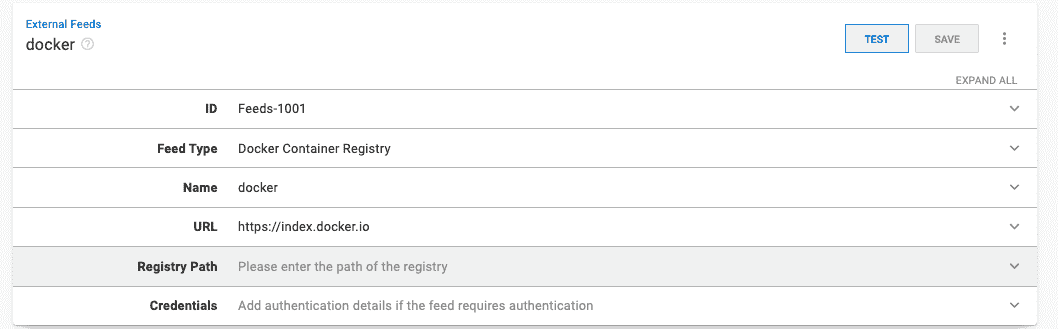 External Feeds
docker ?
TEST SAVE
EXPAND ALL
ID Feeds-1001
Feed Type Docker Container Registry
Name docker
URL https://index.docker.io
Registry Path Please enter the path of the registry
Credentials Add authentication details if the feed requires authentication